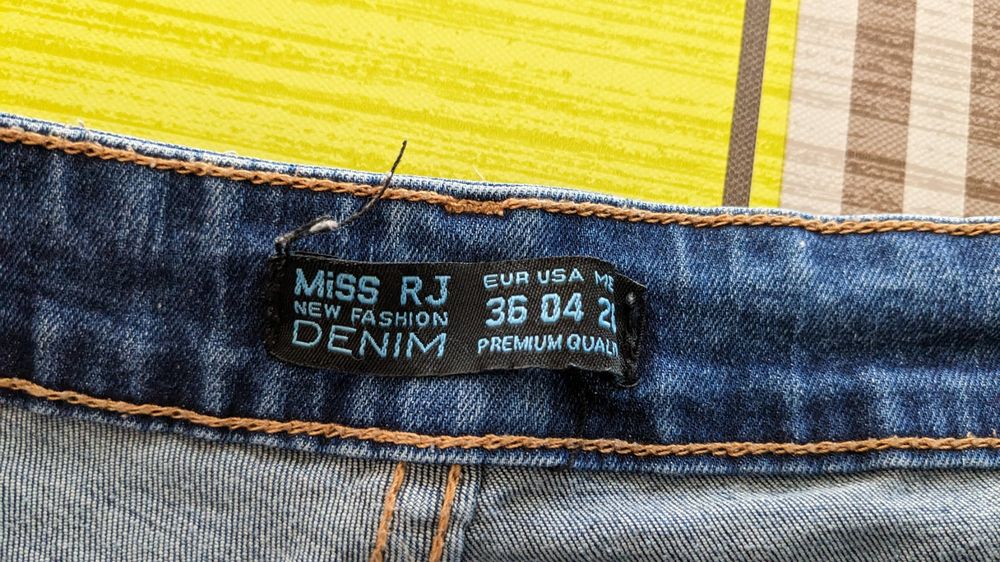 MiSS RJ
NEW FASHION
DENIM
EUR USA
36 04
PREMIUM